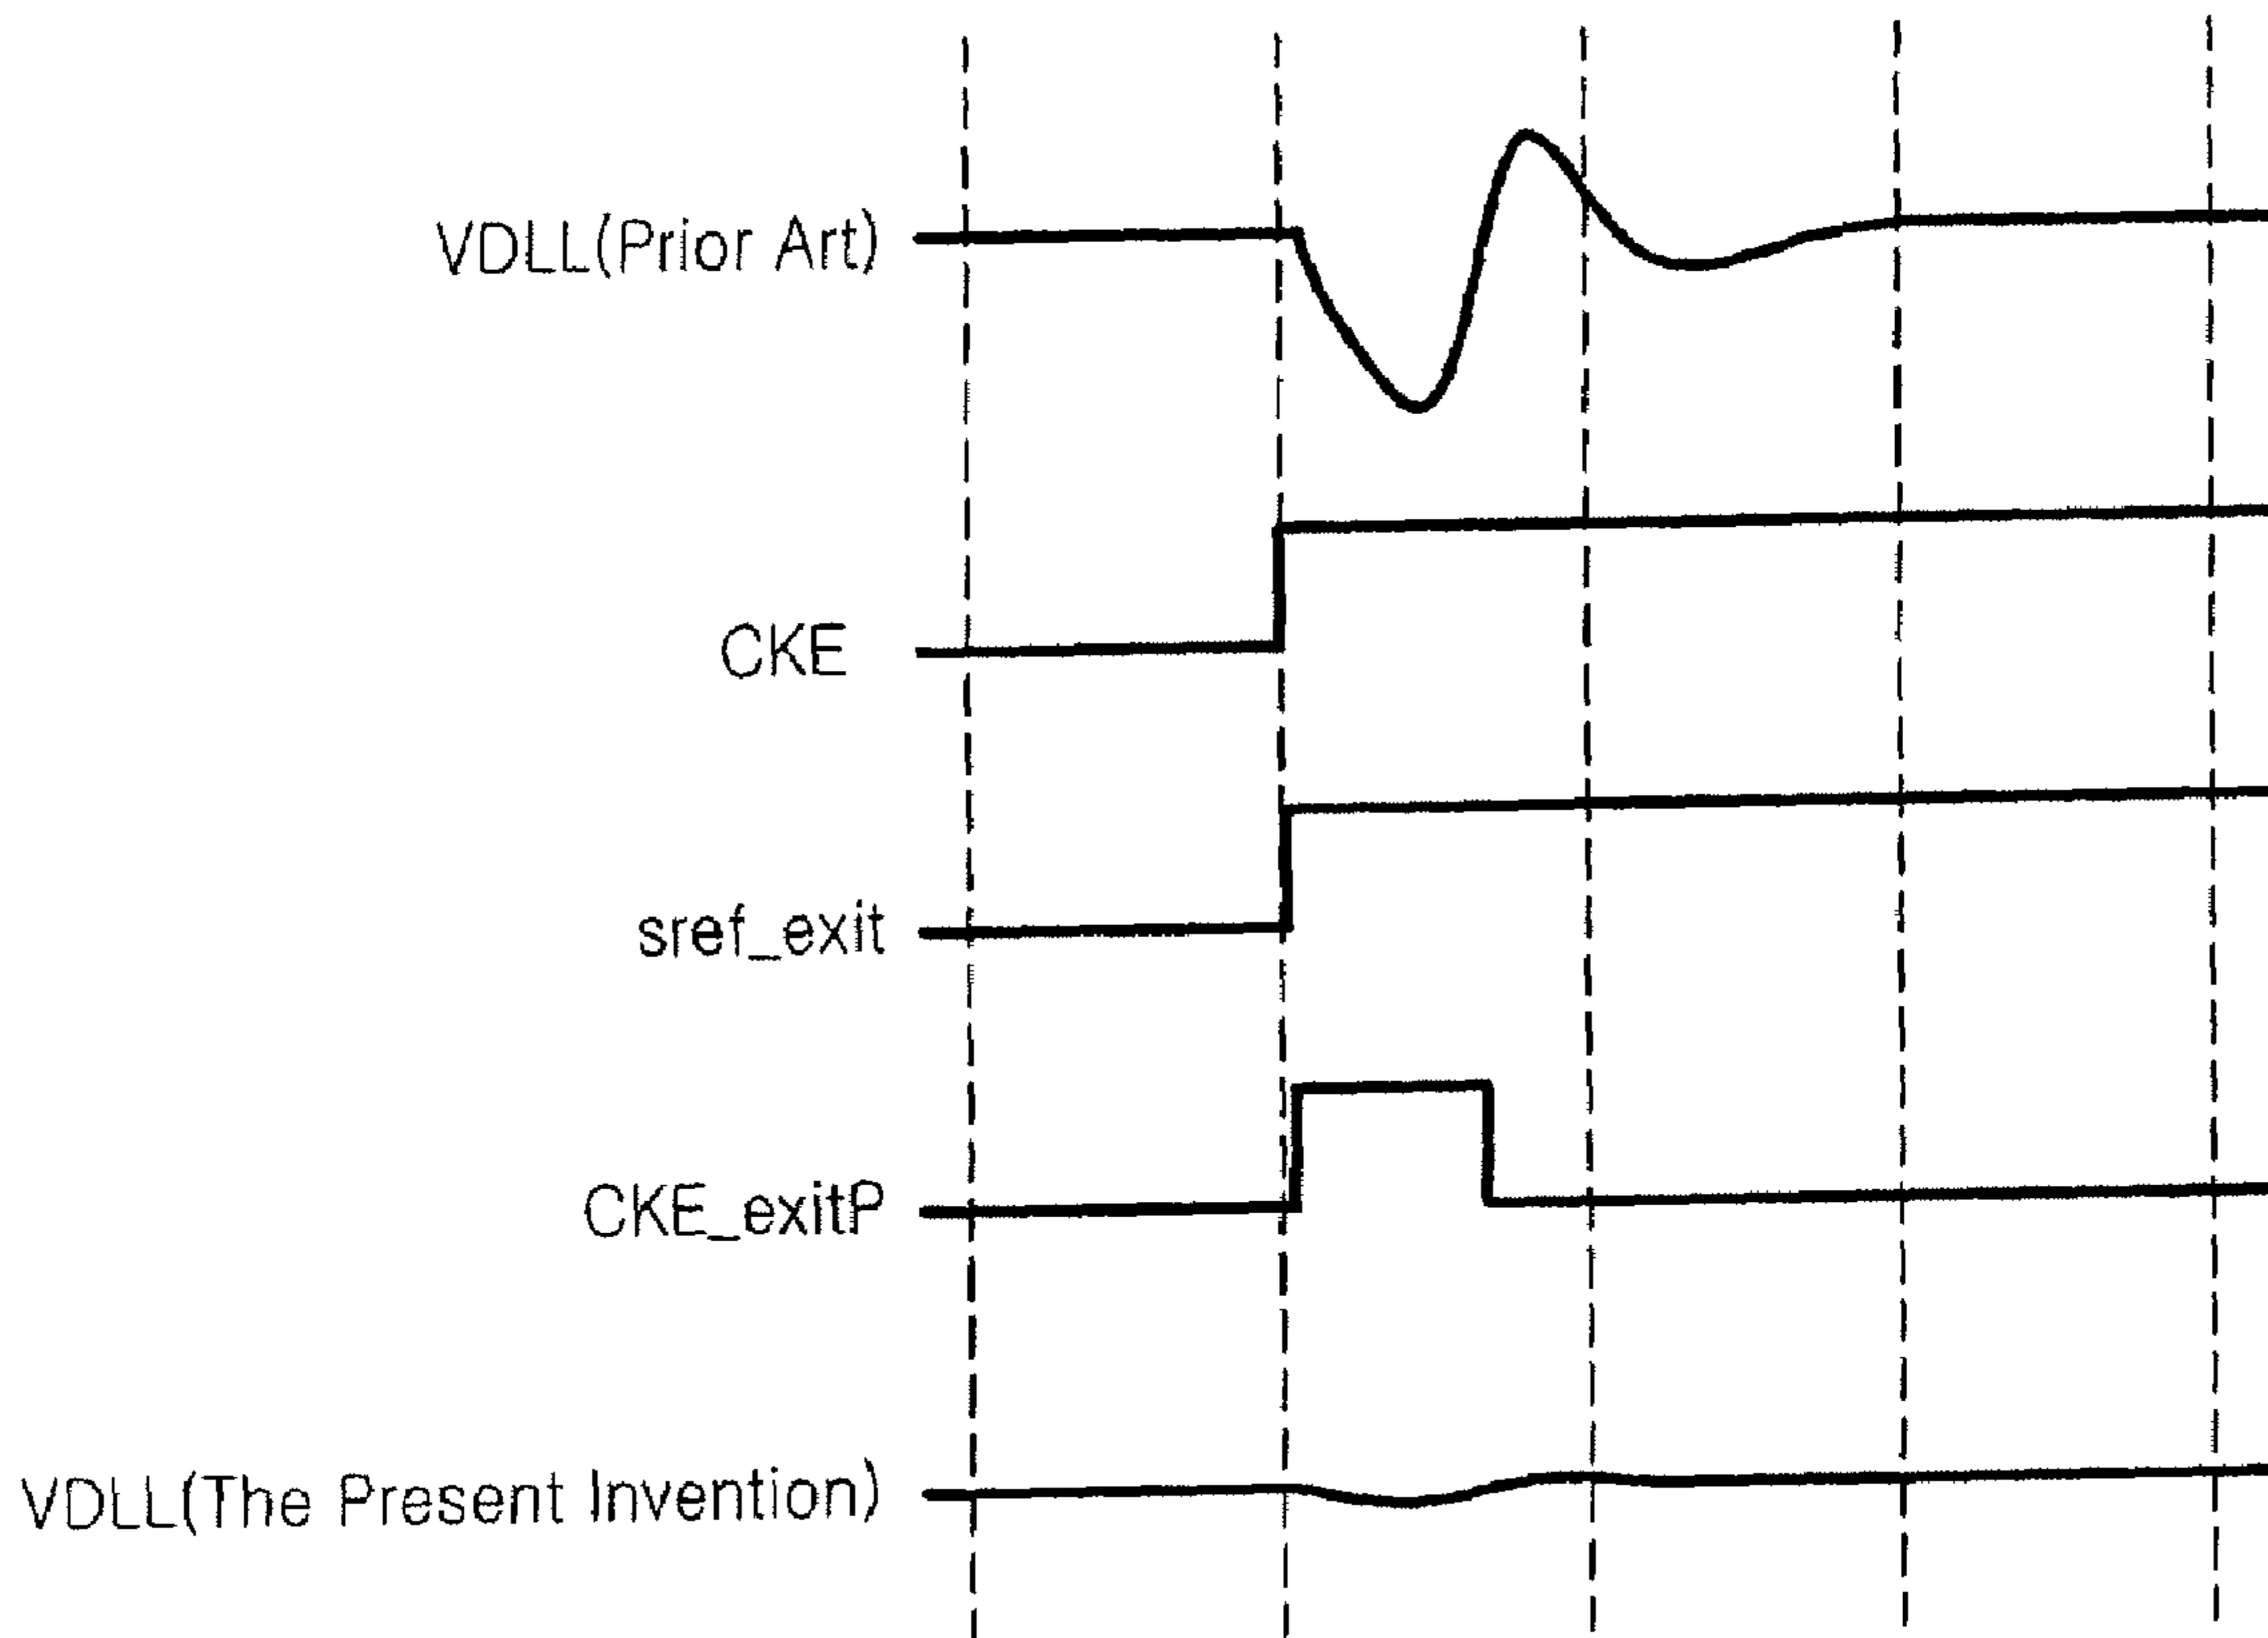 VDLL(Prior Art)
CKE
sref_exit
CKE_exitP
VDLL(The Present Invention)